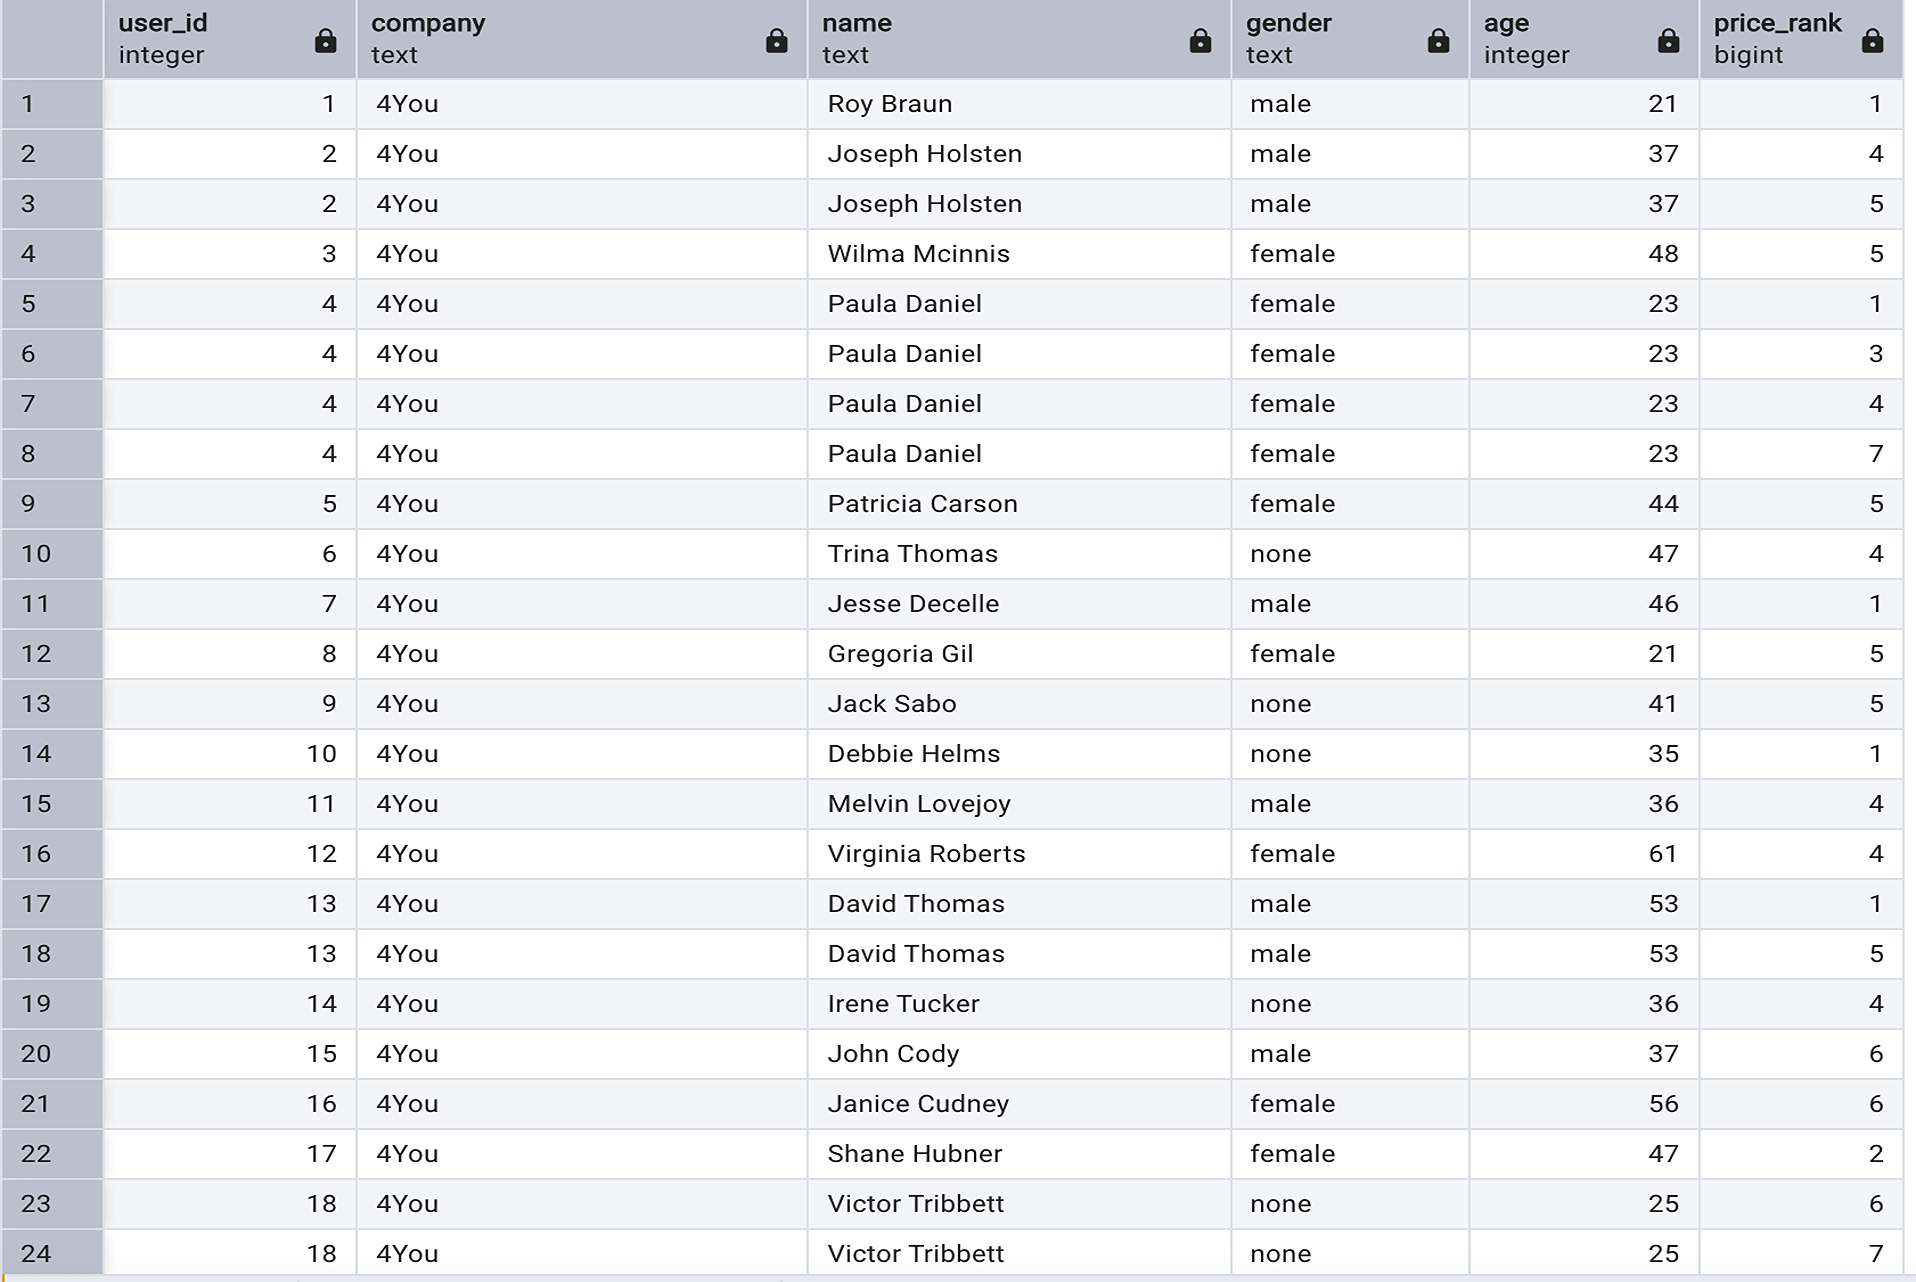 user_id company name gender age price_rank
integer text text text integer bigint
1 1 4You Roy Braun male 21 1
2 2 4You Joseph Holsten male 37 4
3 2 4You Joseph Holsten male 37 5
4 3 4You Wilma Mcinnis female 48 5
5 4 4You Paula Daniel female 23 1
6 4 4You Paula Daniel female 23 3
7 4 4You Paula Daniel female 23 4
8 4 4You Paula Daniel female 23 7
9 5 4You Patricia Carson female 44 5
10 6 4You Trina Thomas none 47 4
11 7 4You Jesse Decelle male 46 1
12 8 4You Gregoria Gil female 21 5
13 9 4You Jack Sabo none 41 5
14 10 4You Debbie Helms none 35 1
15 11 4You Melvin Lovejoy male 36 4
16 12 4You Virginia Roberts female 61 4
17 13 4You David Thomas male 53 1
18 13 4You David Thomas male 53 5
19 14 4You Irene Tucker none 36 4
20 15 4You John Cody male 37 6
21 16 4You Janice Cudney female 56 6
22 17 4You Shane Hubner female 47 2
23 18 4You Victor Tribbett none 25 6
24 18 4You Victor Tribbett none 25 7